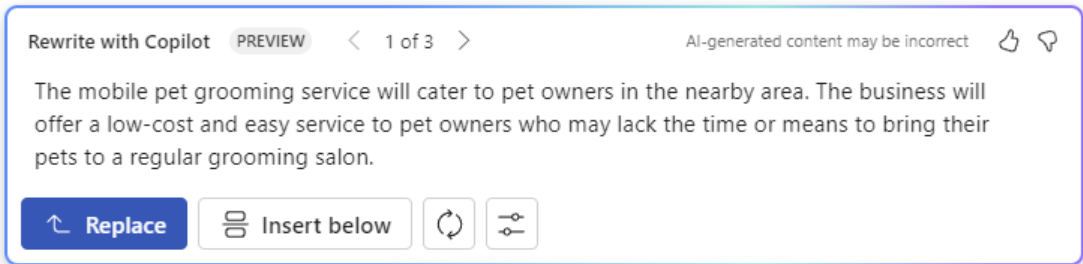 Rewrite with Copilot PREVIEW 1 of 3 AI-generated content may be incorrect
The mobile pet grooming service will cater to pet owners in the nearby area. The business will
offer a low-cost and easy service to pet owners who may lack the time or means to bring their
pets to a regular grooming salon.
Replace Insert below